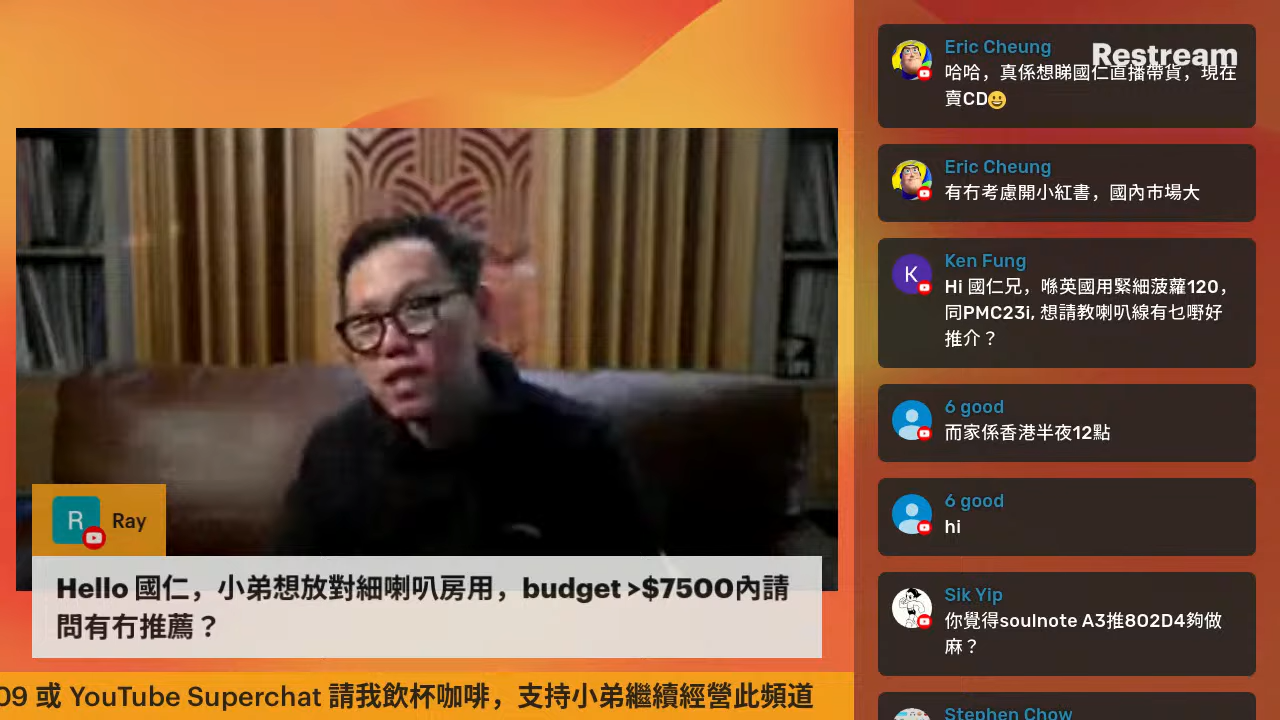 Restream
Eric Cheung
哈哈，真係想睇國仁直播帶貨，現在
賣CD😀
Eric Cheung
有冇考慮開小紅書，國內市場大
K
Ken Fung
Hi 國仁兄，喺英國用緊細菠蘿120，
同PMC23i, 想請教喇叭線有乜嘢好
推介？
6 good
而家係香港半夜12點
6 good
hi
Sik Yip
你覺得soulnote A3推802D4夠做
麻？
Stephen Chow
R
Ray
Hello 國仁，小弟想放對細喇叭房用，budget >$7500內請
問有冇推薦？
09 或 YouTube Superchat 請我飲杯咖啡，支持小弟繼續經營此頻道